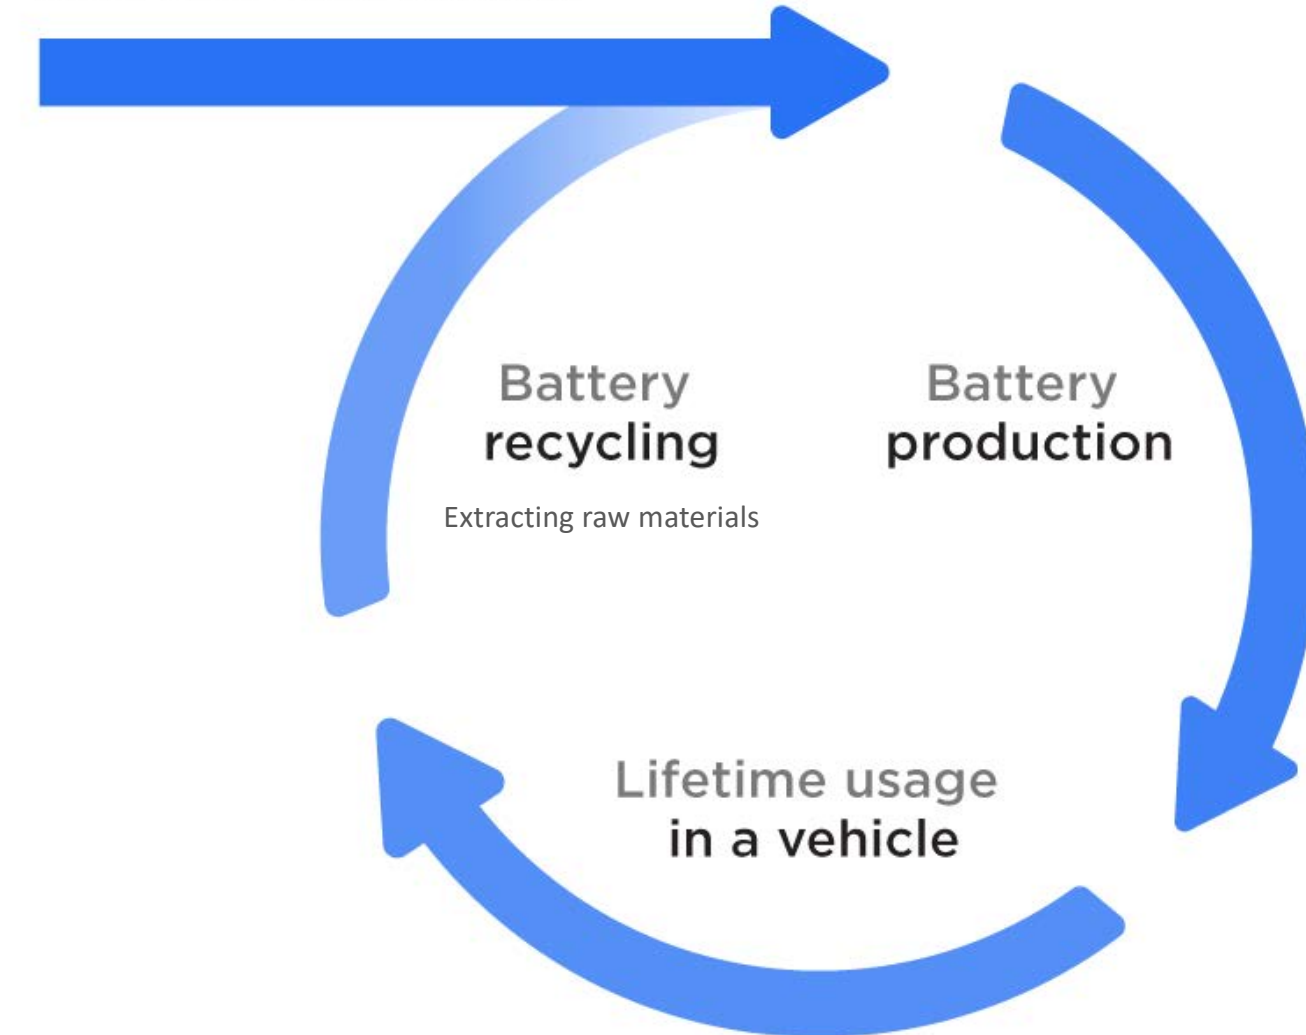 Battery
recycling
Extracting raw materials
Battery
production
Lifetime usage
in a vehicle